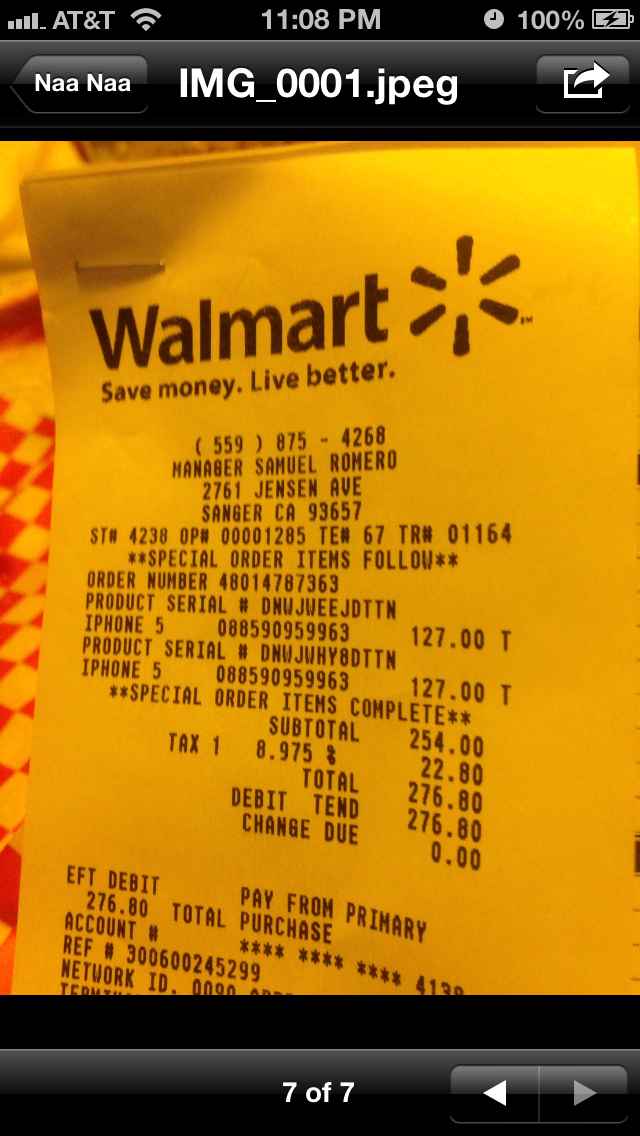 AT&T 11:08 PM 100%
Naa Naa IMG_0001.jpeg
Walmart
Save money. Live better.
( 559 ) 875 - 4268
MANAGER SAMUEL ROMERO
2761 JENSEN AVE
SANGER CA 93657
ST# 4238 OP# 00001285 TE# 67 TR# 01164
**SPECIAL ORDER ITEMS FOLLOW**
ORDER NUMBER 48014787363
PRODUCT SERIAL # DNWJWEEJDTTN
IPHONE 5 088590959963 127.00 T
PRODUCT SERIAL # DNWJWHY8DTTN
IPHONE 5 088590959963 127.00 T
**SPECIAL ORDER ITEMS COMPLETE**
SUBTOTAL 254.00
TAX 1 8.975 % 22.80
TOTAL 276.80
DEBIT TEND 276.80
CHANGE DUE 0.00
EFT DEBIT PAY FROM PRIMARY
276.80 TOTAL PURCHASE
ACCOUNT # **** **** **** 4139
REF # 300600245299
NETWORK ID. 0090
7 of 7